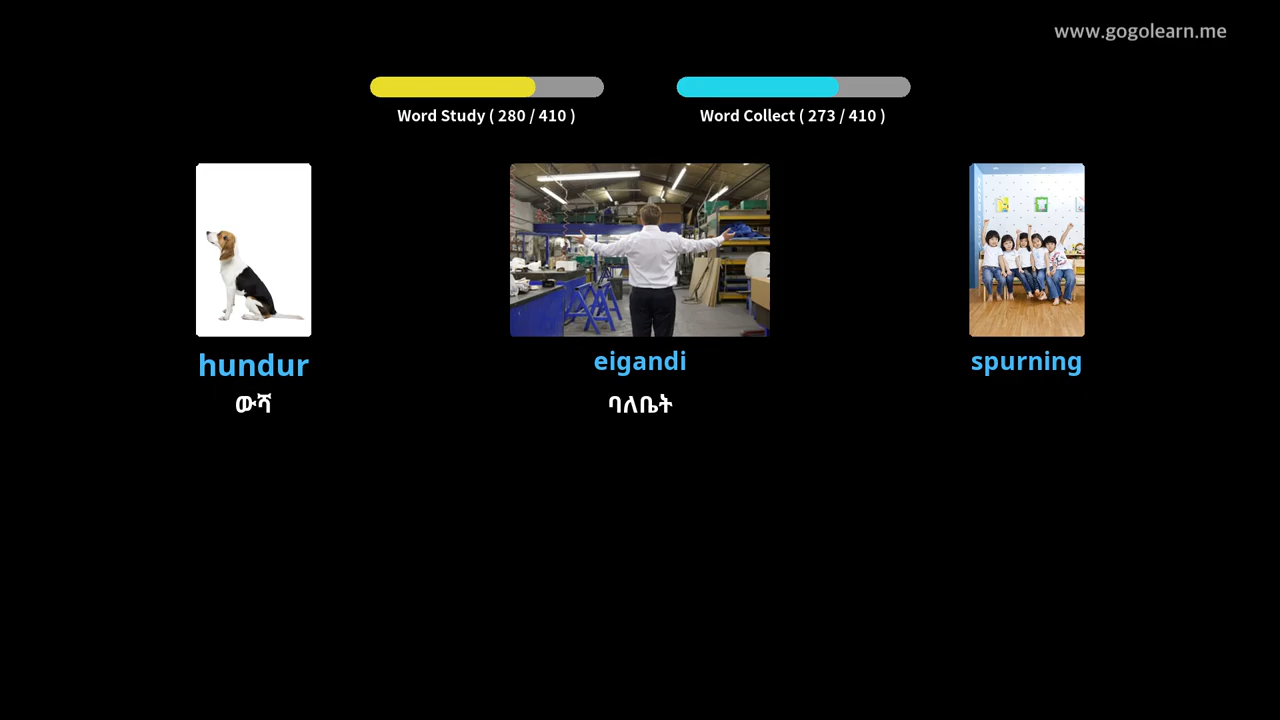 www.gogolearn.me
Word Study ( 280 / 410 )
Word Collect ( 273 / 410 )
hundur
ውሻ
eigandi
ባለቤት
spurning